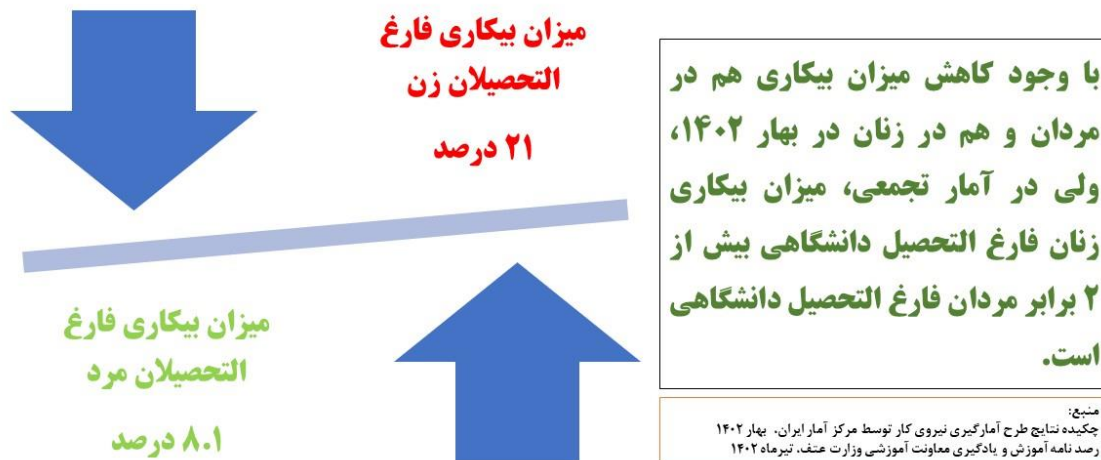 میزان بیکاری فارغ
التحصیلان زن
۲۱ درصد
با وجود کاهش میزان بیکاری هم در
مردان و هم در زنان در بهار ۱۴۰۲،
ولی در آمار تجمعی، میزان بیکاری
زنان فارغ التحصیل دانشگاهی بیش از
۲ برابر مردان فارغ التحصیل دانشگاهی
است.
میزان بیکاری فارغ
التحصیلان مرد
۸.۱ درصد
منبع:
چکیده نتایج طرح آمارگیری نیروی کار توسط مرکز آمار ایران. بهار ۱۴۰۲
رصد نامه آموزش و یادگیری معاونت آموزشی وزارت عتف، تیرماه ۱۴۰۲